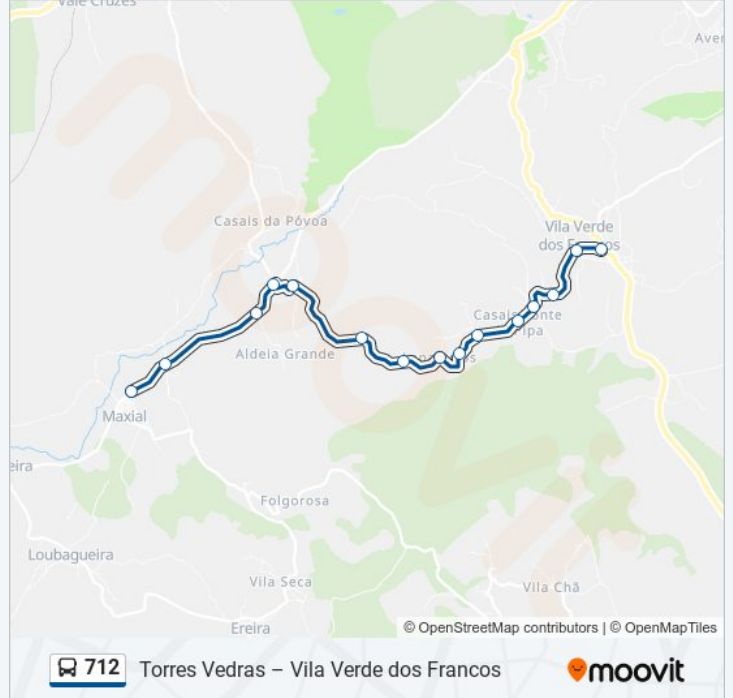 Vale Cruzes
Casais da Póvoa
Vila Verde
dos Francos
Aldeia Grande
Maxial
eira
Folgorosa
Loubagueira
Vila Seca
Vila Chã
Ereira
© OpenStreetMap contributors | © OpenMapTiles
712 Torres Vedras – Vila Verde dos Francos
moovit